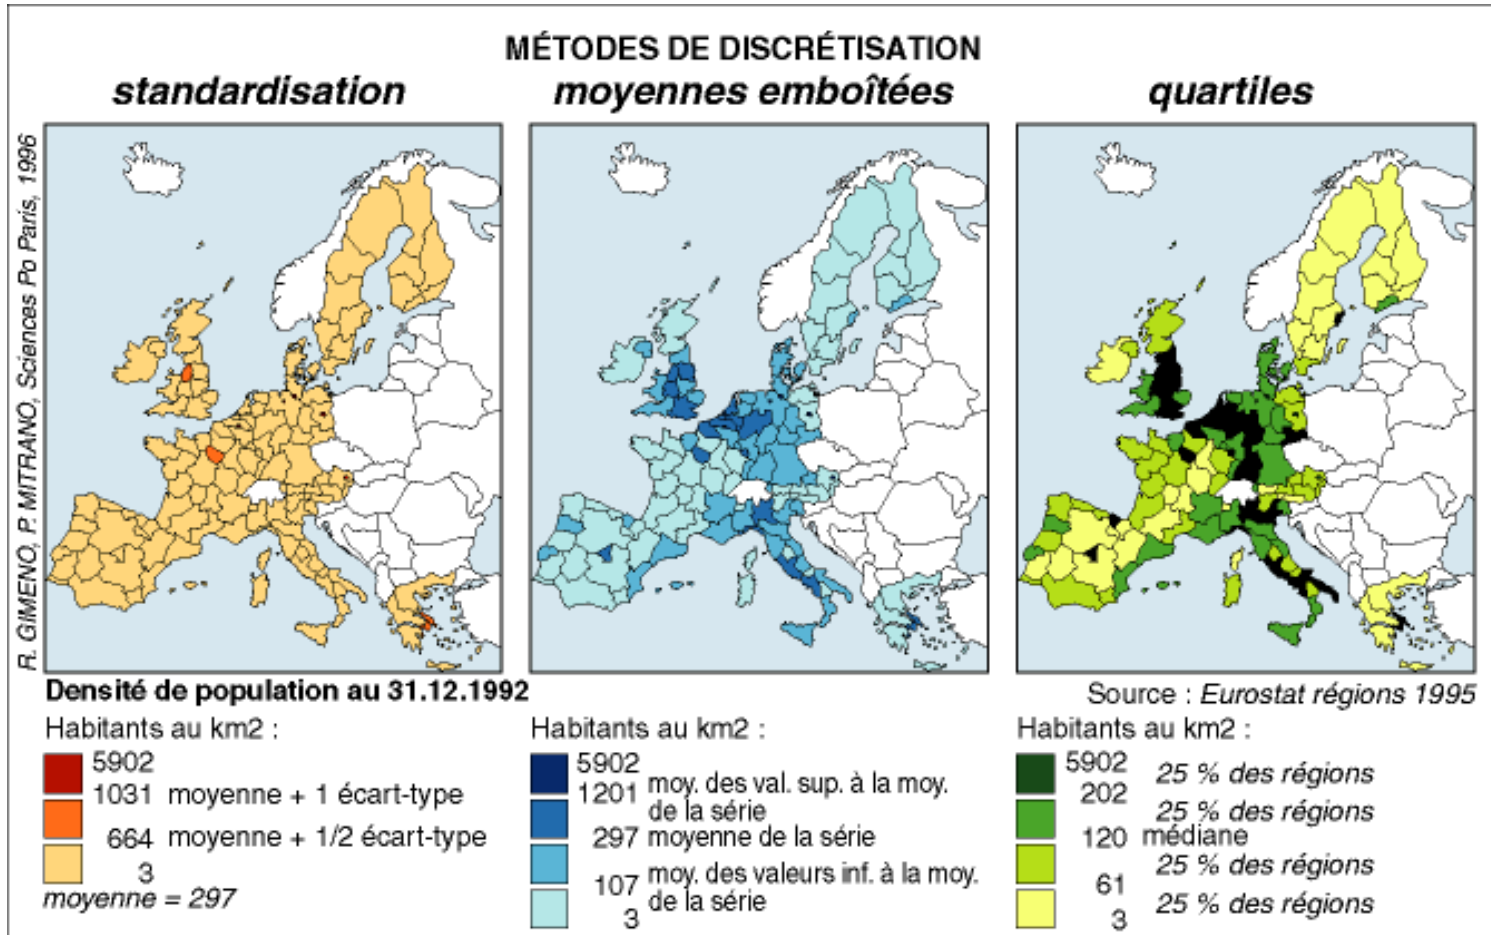 MÉTODES DE DISCRÉTISATION
standardisation
moyennes emboîtées
quartiles
R. GIMENO, P. MITRANO, Sciences Po Paris, 1996
Densité de population au 31.12.1992
Source : Eurostat régions 1995
Habitants au km2 :
5902
1031 moyenne + 1 écart-type
664 moyenne + 1/2 écart-type
3
moyenne = 297
Habitants au km2 :
5902
moy. des val. sup. à la moy.
1201
de la série
297 moyenne de la série
107 moy. des valeurs inf. à la moy.
de la série
3
Habitants au km2 :
5902
25 % des régions
202
25 % des régions
120 médiane
25 % des régions
61
25 % des régions
3